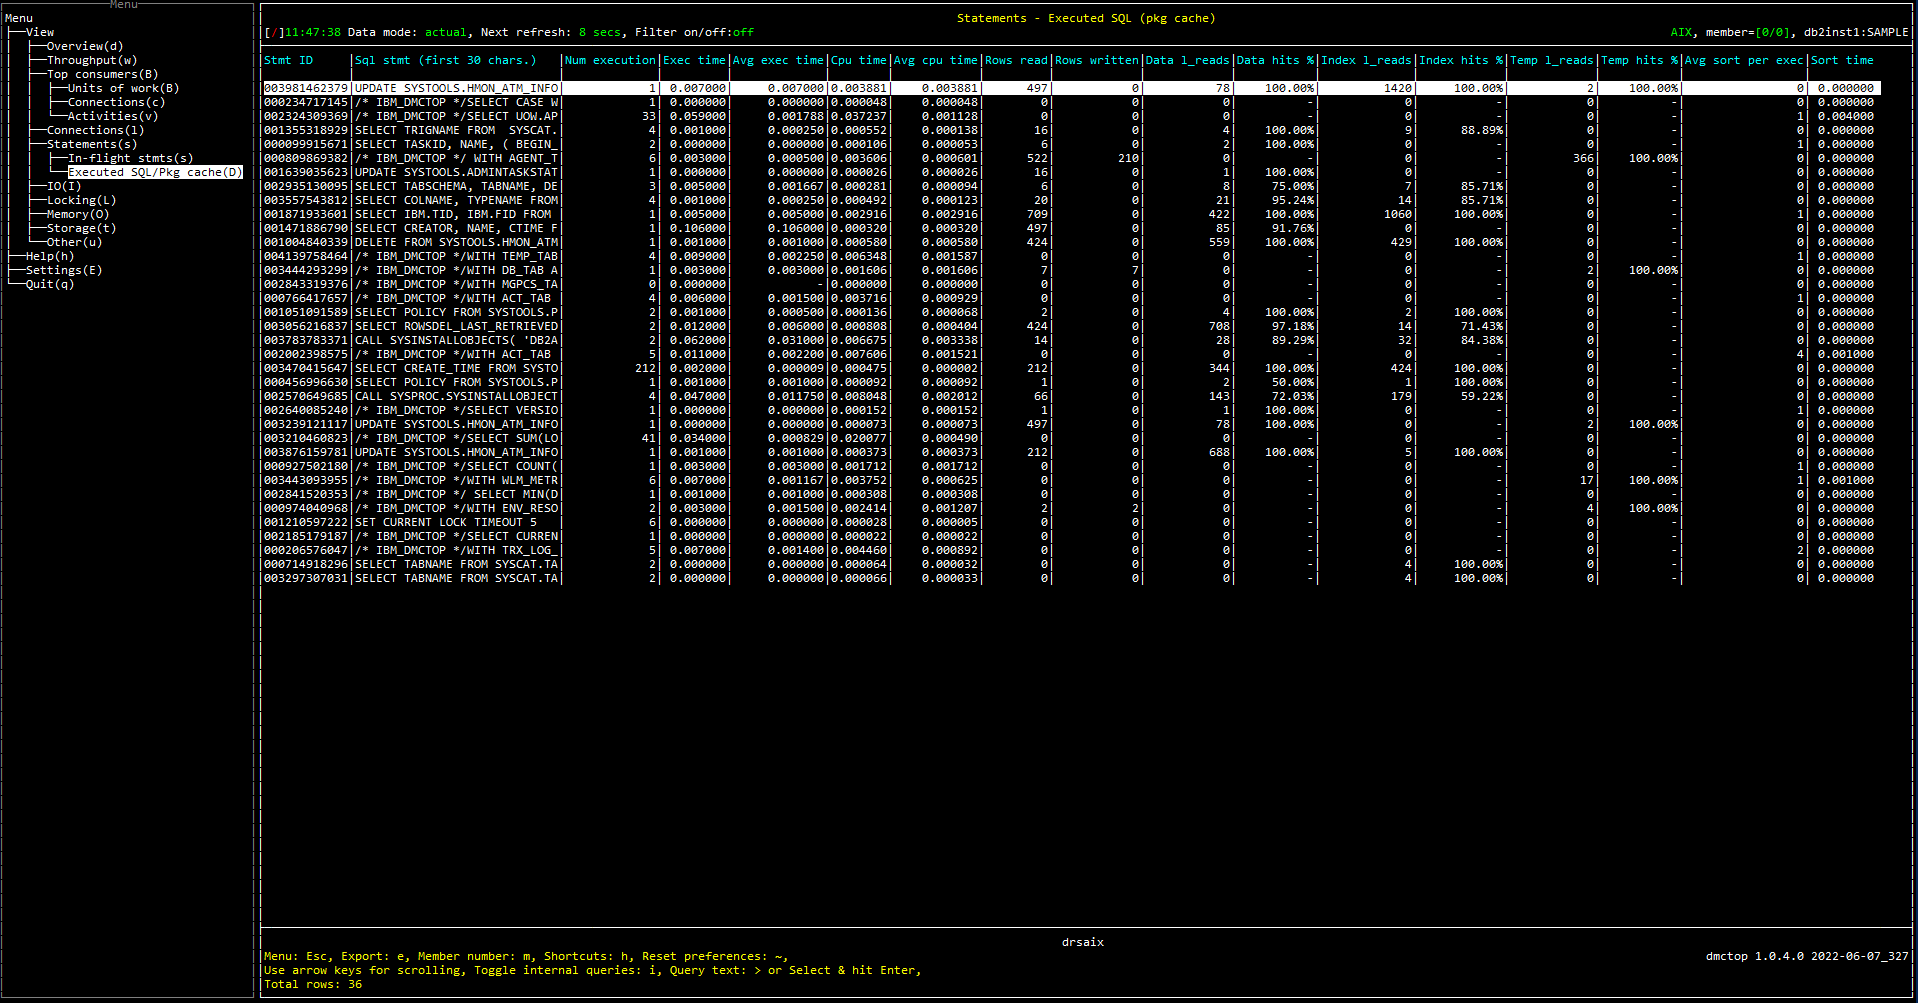 Menu
Menu
View
Overview(d)
Throughput(w)
Top consumers(B)
Units of work(B)
Connections(c)
Activities(v)
Connections(l)
Statements(s)
In-flight stmts(s)
Executed SQL/Pkg cache(D)
IO(I)
Locking(L)
Memory(O)
Storage(t)
Other(u)
Help(h)
Settings(E)
Quit(q)
Statements - Executed SQL (pkg cache)
[/]11:47:38 Data mode: actual, Next refresh: 8 secs, Filter on/off:off AIX, member=[0/0], db2inst1:SAMPLE
Stmt ID Sql stmt (first 30 chars.) Num execution Exec time Avg exec time Cpu time Avg cpu time Rows read Rows written Data l_reads Data hits % Index l_reads Index hits % Temp l_reads Temp hits % Avg sort per exec Sort time
003981462379 UPDATE SYSTOOLS.HMON_ATM_INFO 1 0.007000 0.007000 0.003881 0.003881 497 0 78 100.00% 1420 100.00% 2 100.00% 0 0.000000
000234717145 /* IBM_DMCTOP */SELECT CASE W 1 0.000000 0.000000 0.000048 0.000048 0 0 0 - 0 - 0 - 0 0.000000
002324309369 /* IBM_DMCTOP */SELECT UOW.AP 33 0.059000 0.001788 0.037237 0.001128 0 0 0 - 0 - 0 - 1 0.004000
001355318929 SELECT TRIGNAME FROM  SYSCAT. 4 0.001000 0.000250 0.000552 0.000138 16 0 4 100.00% 9 88.89% 0 - 0 0.000000
000099915671 SELECT TASKID, NAME, ( BEGIN_ 2 0.000000 0.000000 0.000106 0.000053 6 0 2 100.00% 0 - 0 - 1 0.000000
000809869382 /* IBM_DMCTOP */ WITH AGENT_T 6 0.003000 0.000500 0.003606 0.000601 522 210 0 - 0 - 366 100.00% 0 0.000000
001639035623 UPDATE SYSTOOLS.ADMINTASKSTAT 1 0.000000 0.000000 0.000026 0.000026 16 0 1 100.00% 0 - 0 - 0 0.000000
002935130095 SELECT TABSCHEMA, TABNAME, DE 3 0.005000 0.001667 0.000281 0.000094 6 0 8 75.00% 7 85.71% 0 - 0 0.000000
003557543812 SELECT COLNAME, TYPENAME FROM 4 0.001000 0.000250 0.000492 0.000123 20 0 21 95.24% 14 85.71% 0 - 0 0.000000
001871933601 SELECT IBM.TID, IBM.FID FROM 1 0.005000 0.005000 0.002916 0.002916 709 0 422 100.00% 1060 100.00% 0 - 1 0.000000
001471886790 SELECT CREATOR, NAME, CTIME F 1 0.106000 0.106000 0.000320 0.000320 497 0 85 91.76% 0 - 0 - 0 0.000000
001004840339 DELETE FROM SYSTOOLS.HMON_ATM 1 0.001000 0.001000 0.000580 0.000580 424 0 559 100.00% 429 100.00% 0 - 0 0.000000
004139758464 /* IBM_DMCTOP */WITH TEMP_TAB 4 0.009000 0.002250 0.006348 0.001587 0 0 0 - 0 - 0 - 1 0.000000
003444293299 /* IBM_DMCTOP */WITH DB_TAB A 1 0.003000 0.003000 0.001606 0.001606 7 7 0 - 0 - 2 100.00% 0 0.000000
002843319376 /* IBM_DMCTOP */WITH MGPCS_TA 0 0.000000 - 0.000000 0.000000 0 0 0 - 0 - 0 - 0 0.000000
000766417657 /* IBM_DMCTOP */WITH ACT_TAB 4 0.006000 0.001500 0.003716 0.000929 0 0 0 - 0 - 0 - 1 0.000000
001051091589 SELECT POLICY FROM SYSTOOLS.P 2 0.001000 0.000500 0.000136 0.000068 2 0 4 100.00% 2 100.00% 0 - 0 0.000000
003056216837 SELECT ROWSDEL_LAST_RETRIEVED 2 0.012000 0.006000 0.000808 0.000404 424 0 708 97.18% 14 71.43% 0 - 0 0.000000
003783783371 CALL SYSINSTALLOBJECTS( 'DB2A 2 0.062000 0.031000 0.006675 0.003338 14 0 28 89.29% 32 84.38% 0 - 0 0.000000
002002398575 /* IBM_DMCTOP */WITH ACT_TAB 5 0.011000 0.002200 0.007606 0.001521 0 0 0 - 0 - 0 - 4 0.001000
003470415647 SELECT CREATE_TIME FROM SYSTO 212 0.002000 0.000009 0.000475 0.000002 212 0 344 100.00% 424 100.00% 0 - 0 0.000000
000456996630 SELECT POLICY FROM SYSTOOLS.P 1 0.001000 0.001000 0.000092 0.000092 1 0 2 50.00% 1 100.00% 0 - 0 0.000000
002570649685 CALL SYSPROC.SYSINSTALLOBJECT 4 0.047000 0.011750 0.008048 0.002012 66 0 143 72.03% 179 59.22% 0 - 0 0.000000
002640085240 /* IBM_DMCTOP */SELECT VERSIO 1 0.000000 0.000000 0.000152 0.000152 1 0 1 100.00% 0 - 0 - 1 0.000000
003239121117 UPDATE SYSTOOLS.HMON_ATM_INFO 1 0.000000 0.000000 0.000073 0.000073 497 0 78 100.00% 0 - 2 100.00% 0 0.000000
003210460823 /* IBM_DMCTOP */SELECT SUM(LO 41 0.034000 0.000829 0.020077 0.000490 0 0 0 - 0 - 0 - 0 0.000000
003876159781 UPDATE SYSTOOLS.HMON_ATM_INFO 1 0.001000 0.001000 0.000373 0.000373 212 0 688 100.00% 5 100.00% 0 - 0 0.000000
000927502180 /* IBM_DMCTOP */SELECT COUNT( 1 0.003000 0.003000 0.001712 0.001712 0 0 0 - 0 - 0 - 1 0.000000
003443093955 /* IBM_DMCTOP */WITH WLM_METR 6 0.007000 0.001167 0.003752 0.000625 0 0 0 - 0 - 17 100.00% 1 0.001000
002841520353 /* IBM_DMCTOP */ SELECT MIN(D 1 0.001000 0.001000 0.000308 0.000308 0 0 0 - 0 - 0 - 0 0.000000
000974040968 /* IBM_DMCTOP */WITH ENV_RESO 2 0.003000 0.001500 0.002414 0.001207 2 2 0 - 0 - 4 100.00% 0 0.000000
001210597222 SET CURRENT LOCK TIMEOUT 5 6 0.000000 0.000000 0.000028 0.000005 0 0 0 - 0 - 0 - 0 0.000000
002185179187 /* IBM_DMCTOP */SELECT CURREN 1 0.000000 0.000000 0.000022 0.000022 0 0 0 - 0 - 0 - 0 0.000000
000206576047 /* IBM_DMCTOP */WITH TRX_LOG_ 5 0.007000 0.001400 0.004460 0.000892 0 0 0 - 0 - 0 - 2 0.000000
000714918296 SELECT TABNAME FROM SYSCAT.TA 2 0.000000 0.000000 0.000064 0.000032 0 0 0 - 4 100.00% 0 - 0 0.000000
003297307031 SELECT TABNAME FROM SYSCAT.TA 2 0.000000 0.000000 0.000066 0.000033 0 0 0 - 4 100.00% 0 - 0 0.000000
drsaix
Menu: Esc, Export: e, Member number: m, Shortcuts: h, Reset preferences: ~, dmctop 1.0.4.0 2022-06-07_327
Use arrow keys for scrolling, Toggle internal queries: i, Query text: > or Select & hit Enter,
Total rows: 36